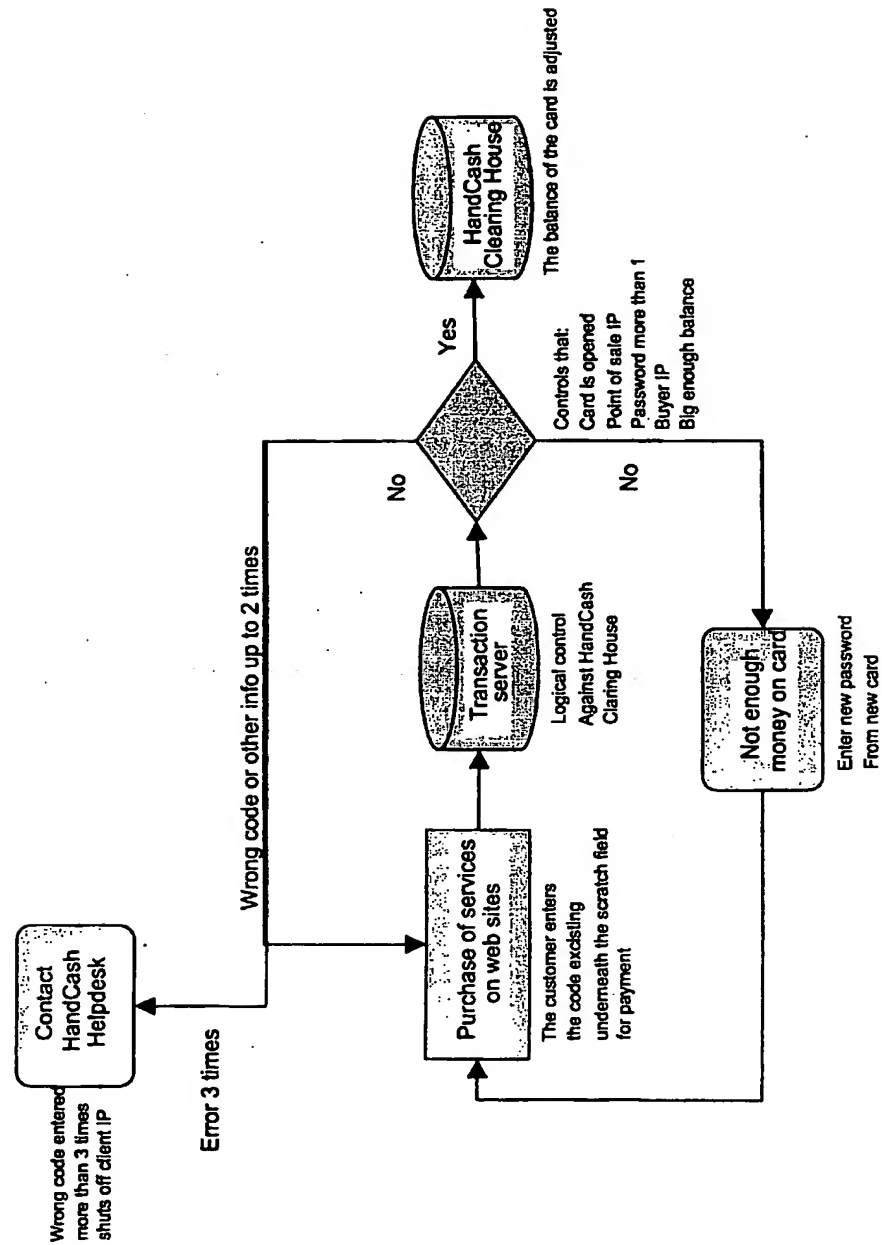 Contact
HandCash
Helpdesk
Wrong code entered
more than 3 times
shuts off client IP
Error 3 times
Wrong code or other info up to 2 times
Purchase of services
on web sites
The customer enters
the code excisting
underneath the scratch field
for payment
Transaction
server
Logical control
Against HandCash
Claring House
No
Yes
No
Controls that:
Card is opened
Point of sale IP
Password more than 1
Buyer IP
Big enough balance
HandCash
Clearing House
The balance of the card is adjusted
Not enough
money on card
Enter new password
From new card